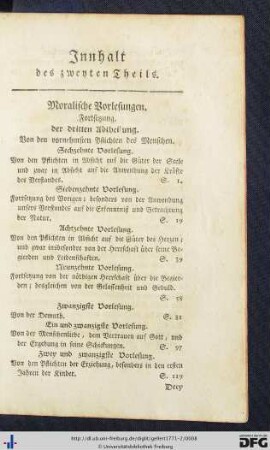 Innhalt
des zweyten Theils.
Moralische Vorlesungen.
Fortsetzung
der dritten Abtheilung.
Von den vornehmsten Pflichten des Menschen.
Sechzehnte Vorlesung.
Von den Pflichten in Absicht auf die Güter der Seele
und zwar in Absicht auf die Anwendung der Kräfte
des Verstandes. S. 1.
Siebenzehnte Vorlesung.
Fortsetzung des Vorigen; besonders von der Anwendung
unsers Verstandes auf die Erkenntniß und Betrachtung
der Natur. S. 19
Achtzehnte Vorlesung.
Von den Pflichten in Absicht auf die Güter des Herzens;
und zwar insbesondere von der Herrschaft über seine Be-
gierden und Leidenschaften. S. 39
Neunzehnte Vorlesung.
Fortsetzung von der nöthigen Herrschaft über die Begier-
den; desgleichen von der Gelassenheit und Geduld.
S. 58
Zwanzigste Vorlesung.
Von der Demuth. S. 81
Ein und zwanzigste Vorlesung.
Von der Menschenliebe, dem Vertrauen auf Gott, und
der Ergebung in seine Schickungen. S. 97
Zwey und zwanzigste Vorlesung.
Von den Pflichten der Erziehung, besonders in den ersten
Jahren der Kinder. S. 119
Drey
http://dl.ub.uni-freiburg.de/diglit/gellert1771-7/0004
© Universitätsbibliothek Freiburg
gefördert durch die
DFG